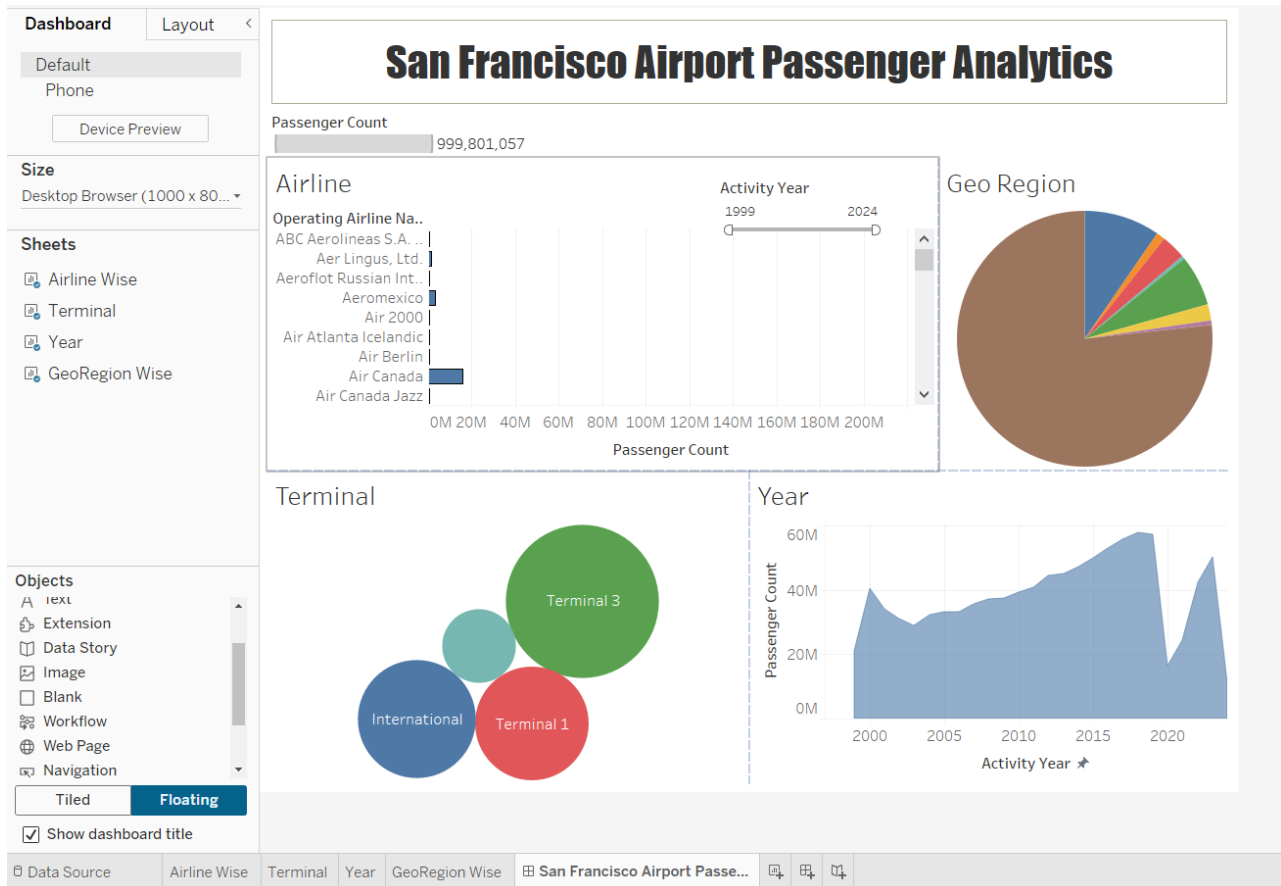 Dashboard
Layout
<
Default
Phone
Device Preview
Size
Desktop Browser (1000 x 80...
Sheets
Airline Wise
Terminal
Year
GeoRegion Wise
Objects
Text
Extension
Data Story
Image
Blank
Workflow
Web Page
Navigation
Tiled
Floating
Show dashboard title
San Francisco Airport Passenger Analytics
Passenger Count
999,801,057
Airline
Activity Year
1999 2024
Operating Airline Na..
ABC Aerolineas S.A. ..
Aer Lingus, Ltd.
Aeroflot Russian Int..
Aeromexico
Air 2000
Air Atlanta Icelandic
Air Berlin
Air Canada
Air Canada Jazz
0M 20M 40M 60M 80M 100M 120M 140M 160M 180M 200M
Passenger Count
Geo Region
Terminal
Terminal 3
International
Terminal 1
Year
60M
40M
20M
0M
Passenger Count
2000 2005 2010 2015 2020
Activity Year
Data Source
Airline Wise
Terminal
Year
GeoRegion Wise
San Francisco Airport Passe...